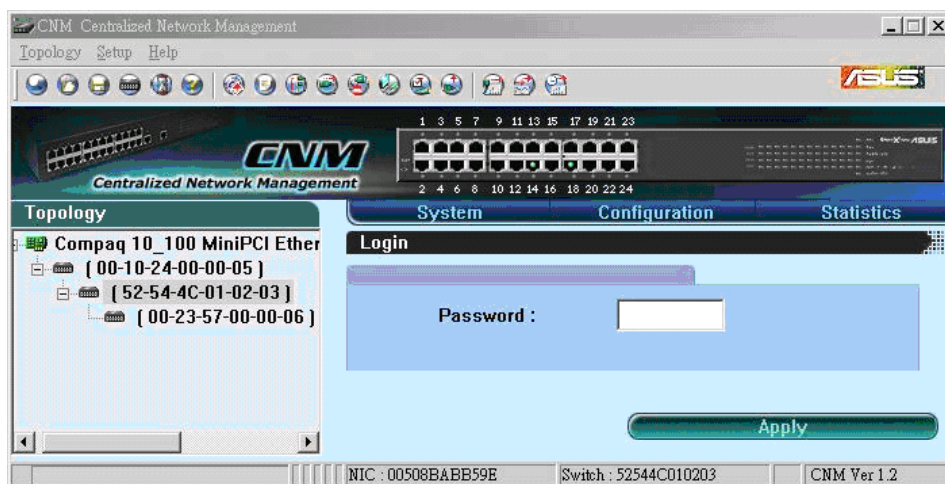 CNM Centralized Network Management
Topology Setup Help
ASUS
1 3 5 7 9 11 13 15 17 19 21 23
CNM
Centralized Network Management
2 4 6 8 10 12 14 16 18 20 22 24
Topology
System Configuration Statistics
Compaq 10_100 MiniPCI Ether
( 00-10-24-00-00-05 )
( 52-54-4C-01-02-03 )
( 00-23-57-00-00-06 )
Login
Password :
Apply
NIC : 00508BABB59E
Switch : 52544C010203
CNM Ver 1.2